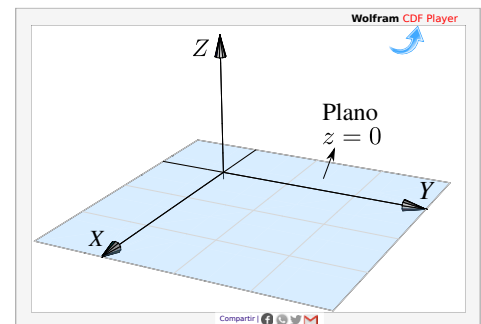 Wolfram CDF Player
Z
Plano
z = 0
Y
X
Compartir |